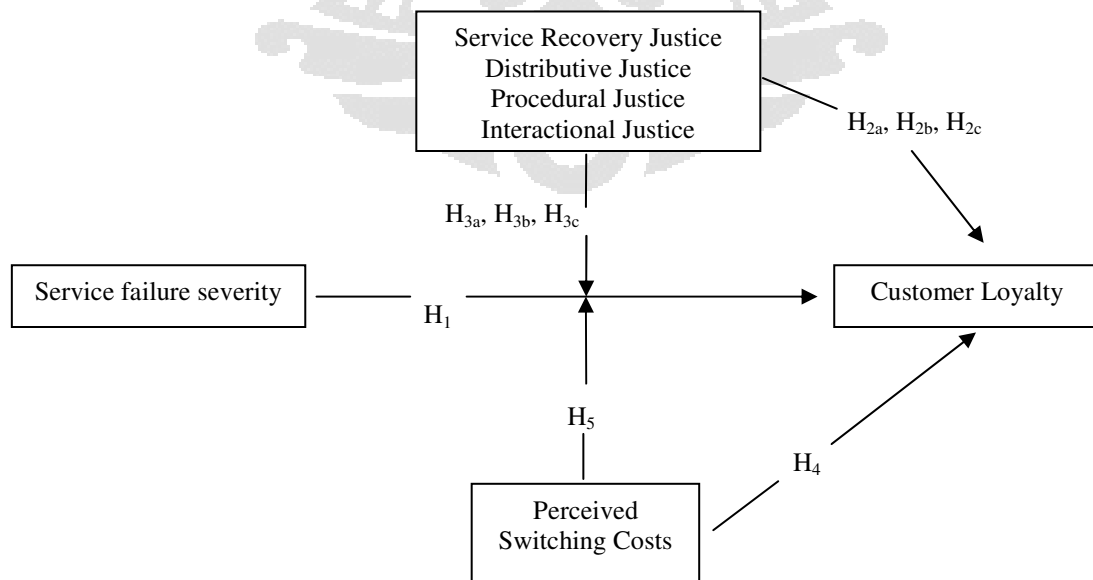 Service Recovery Justice
Distributive Justice
Procedural Justice
Interactional Justice
H2a, H2b, H2c
H3a, H3b, H3c
Service failure severity
H1
Customer Loyalty
H5
H4
Perceived
Switching Costs